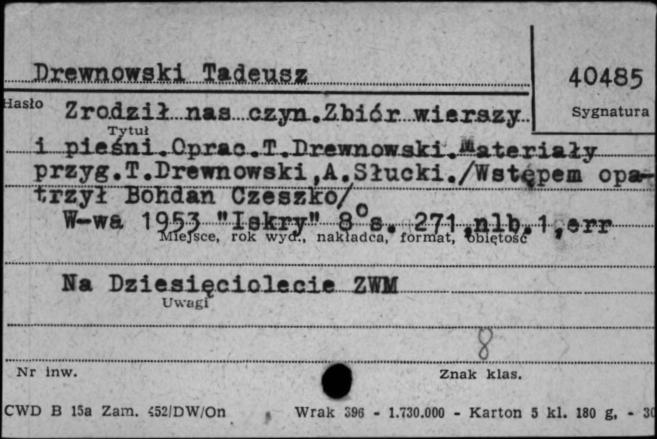 Drewnowski Tadeusz
40485
Hasło
Sygnatura
Zrodził nas czyn.Zbiór wierszy
Tytuł
i pieśni.Oprac.T.Drewnowski.Materiały
przyg.T.Drewnowski,A.Słucki./Wstępem opa-
trzył Bohdan Czeszko/
W-wa 1953 "Iskry" 8° s. 271,nlb.1,err
Miejsce, rok wyd., nakładca, format, objętość
Na Dziesięciolecie ZWM
Uwagi
8
Nr inw.
Znak klas.
CWD B 15a Zam. 452/DW/On
Wrak 396 - 1.730.000 - Karton 5 kl. 180 g, - 30